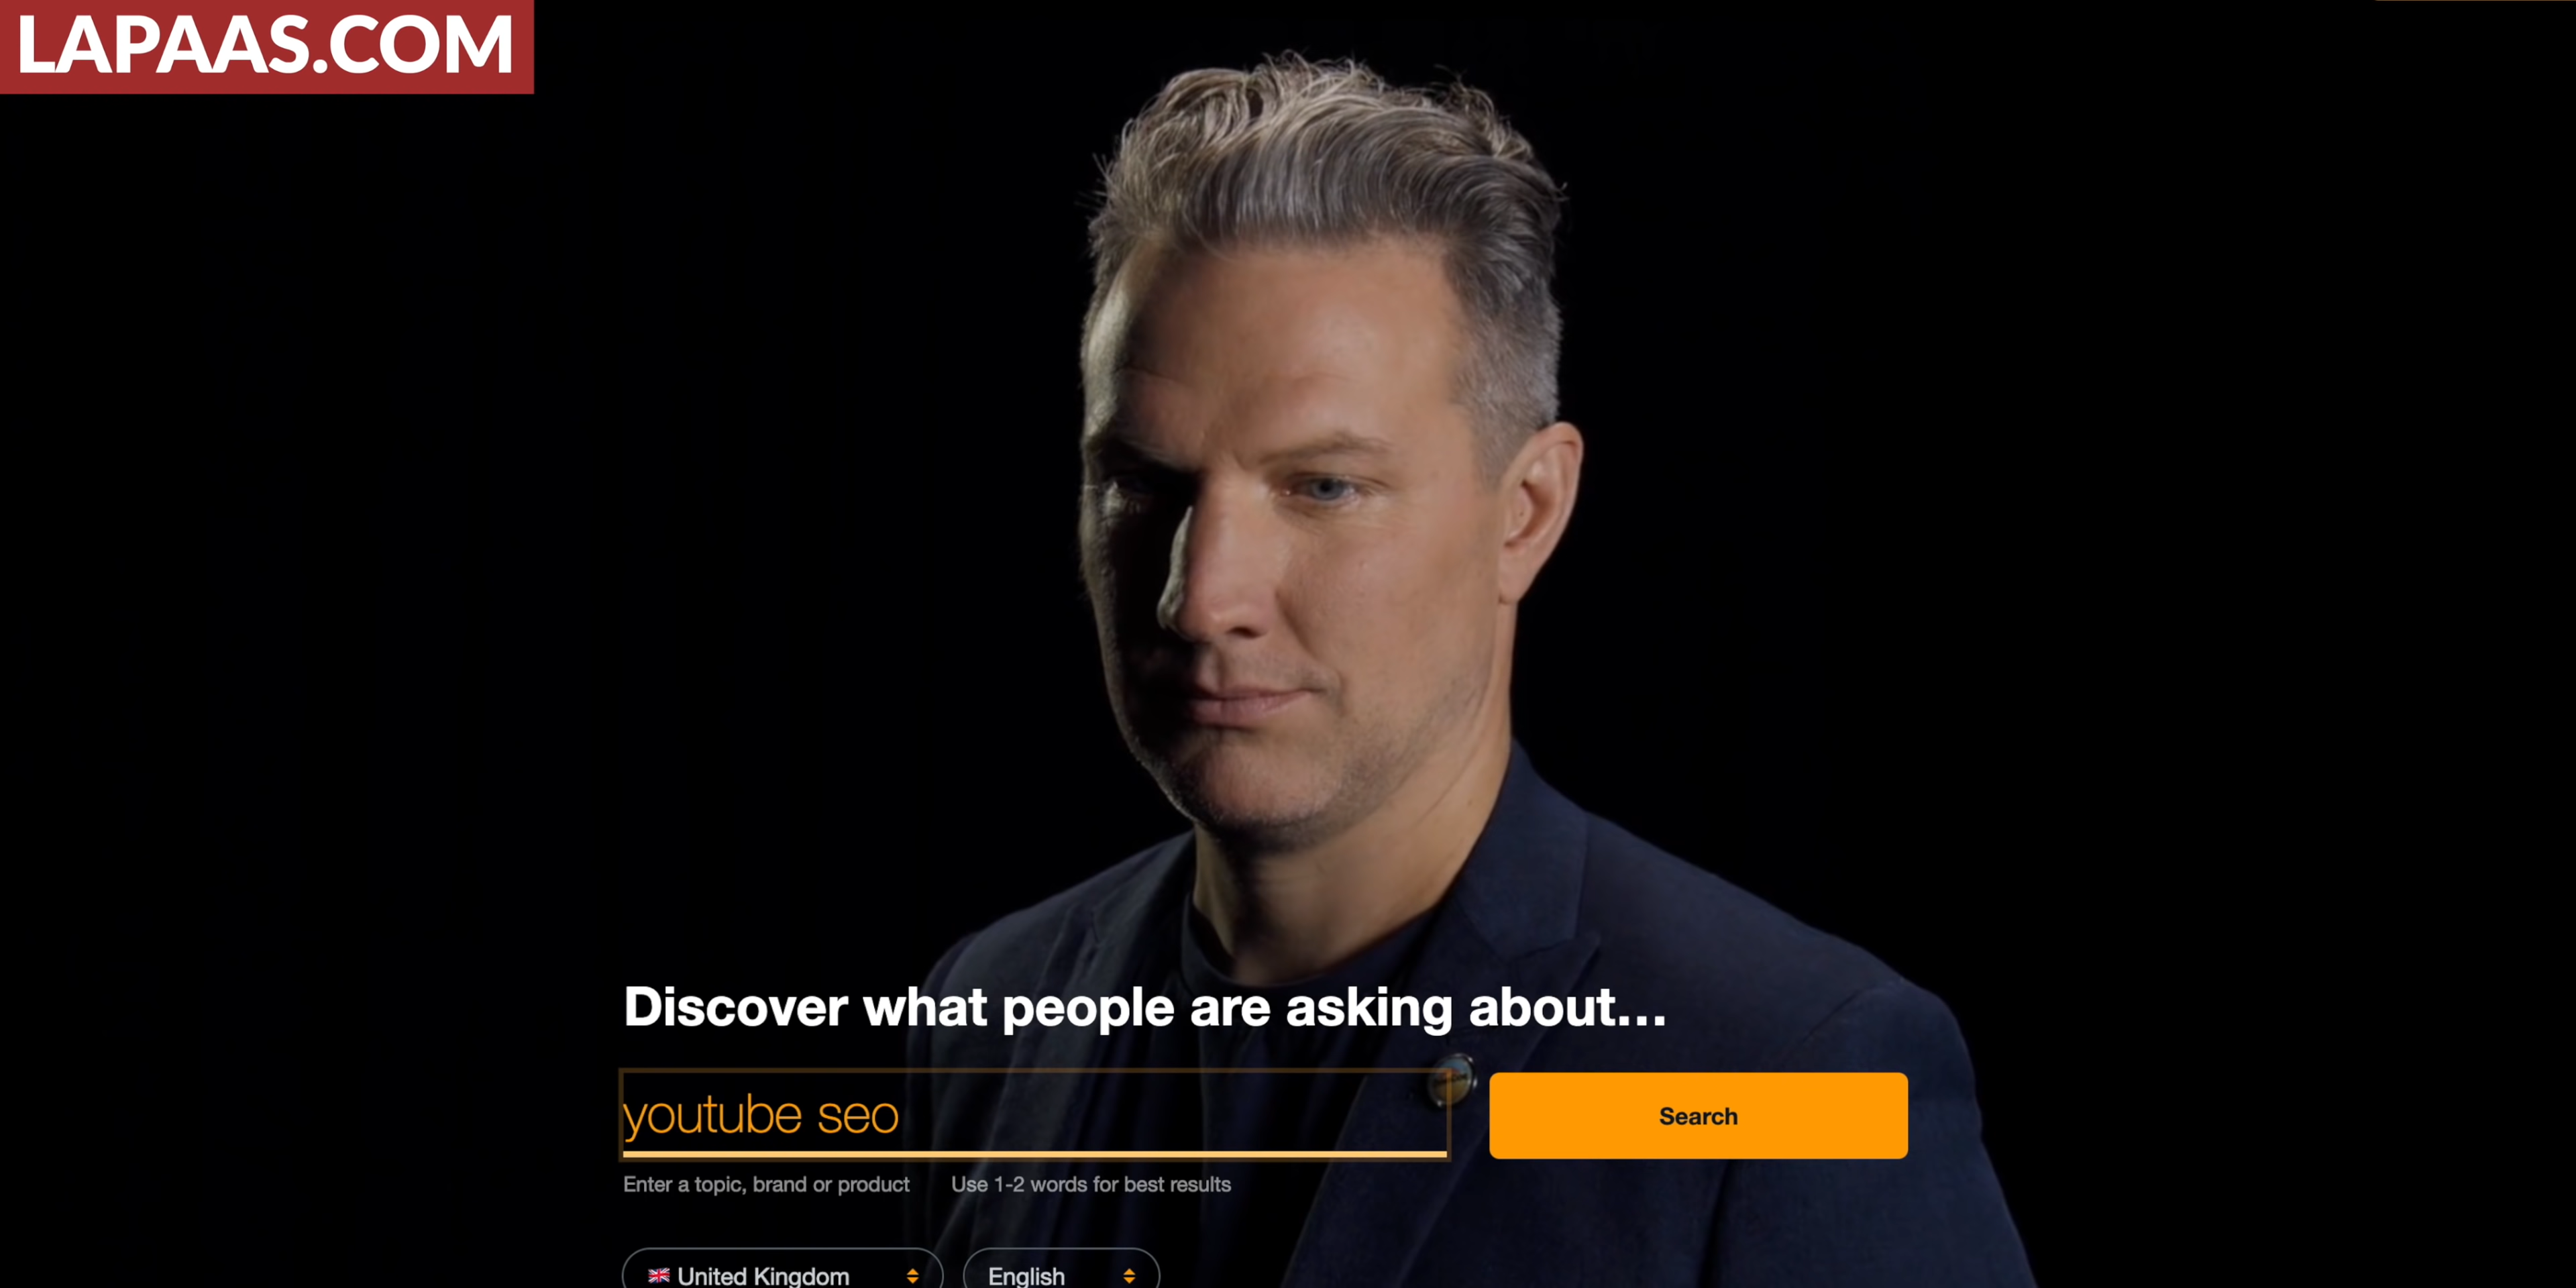 LAPAAS.COM
Discover what people are asking about...
youtube seo
Search
Enter a topic, brand or product Use 1-2 words for best results
United Kingdom English